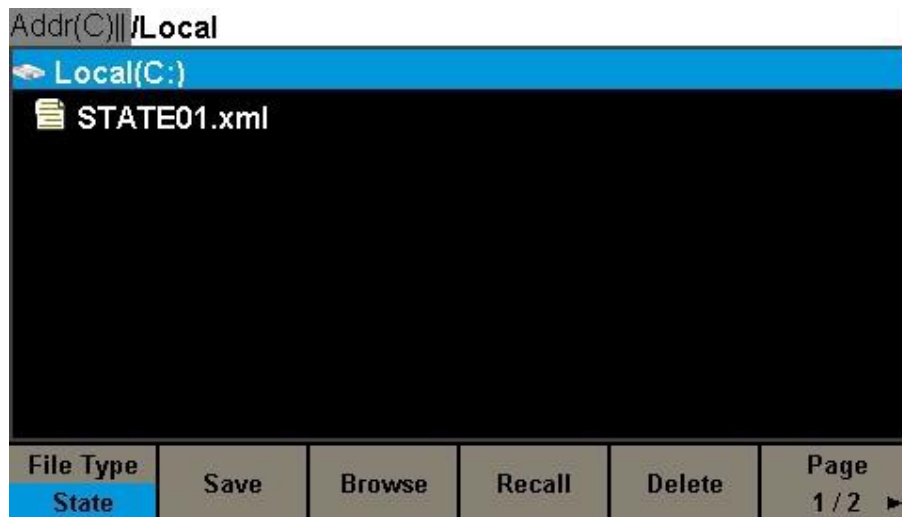 Addr(C)||/Local
Local(C:)
STATE01.xml
File Type
State
Save
Browse
Recall
Delete
Page
1 / 2 ►